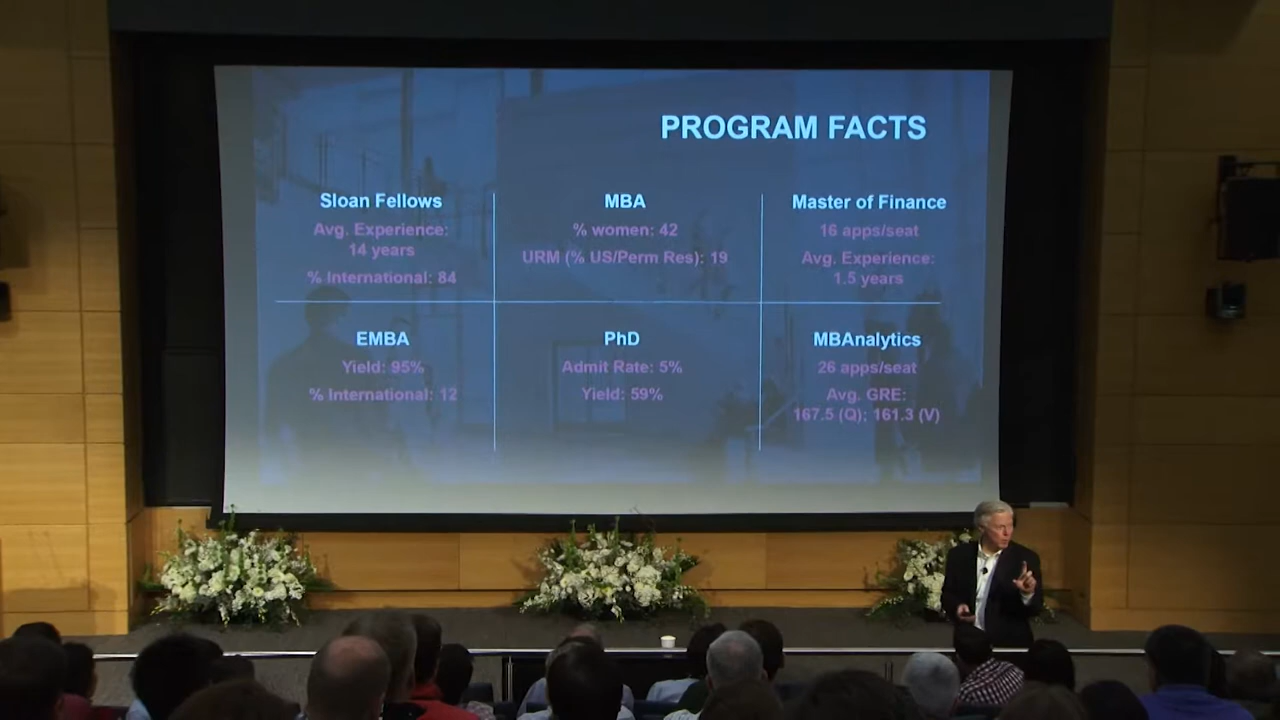 PROGRAM FACTS
Sloan Fellows
Avg. Experience:
14 years
% International: 84
MBA
% women: 42
URM (% US/Perm Res): 19
Master of Finance
16 apps/seat
Avg. Experience:
1.5 years
EMBA
Yield: 95%
% International: 12
PhD
Admit Rate: 5%
Yield: 59%
MBAnalytics
26 apps/seat
Avg. GRE:
167.5 (Q); 161.3 (V)